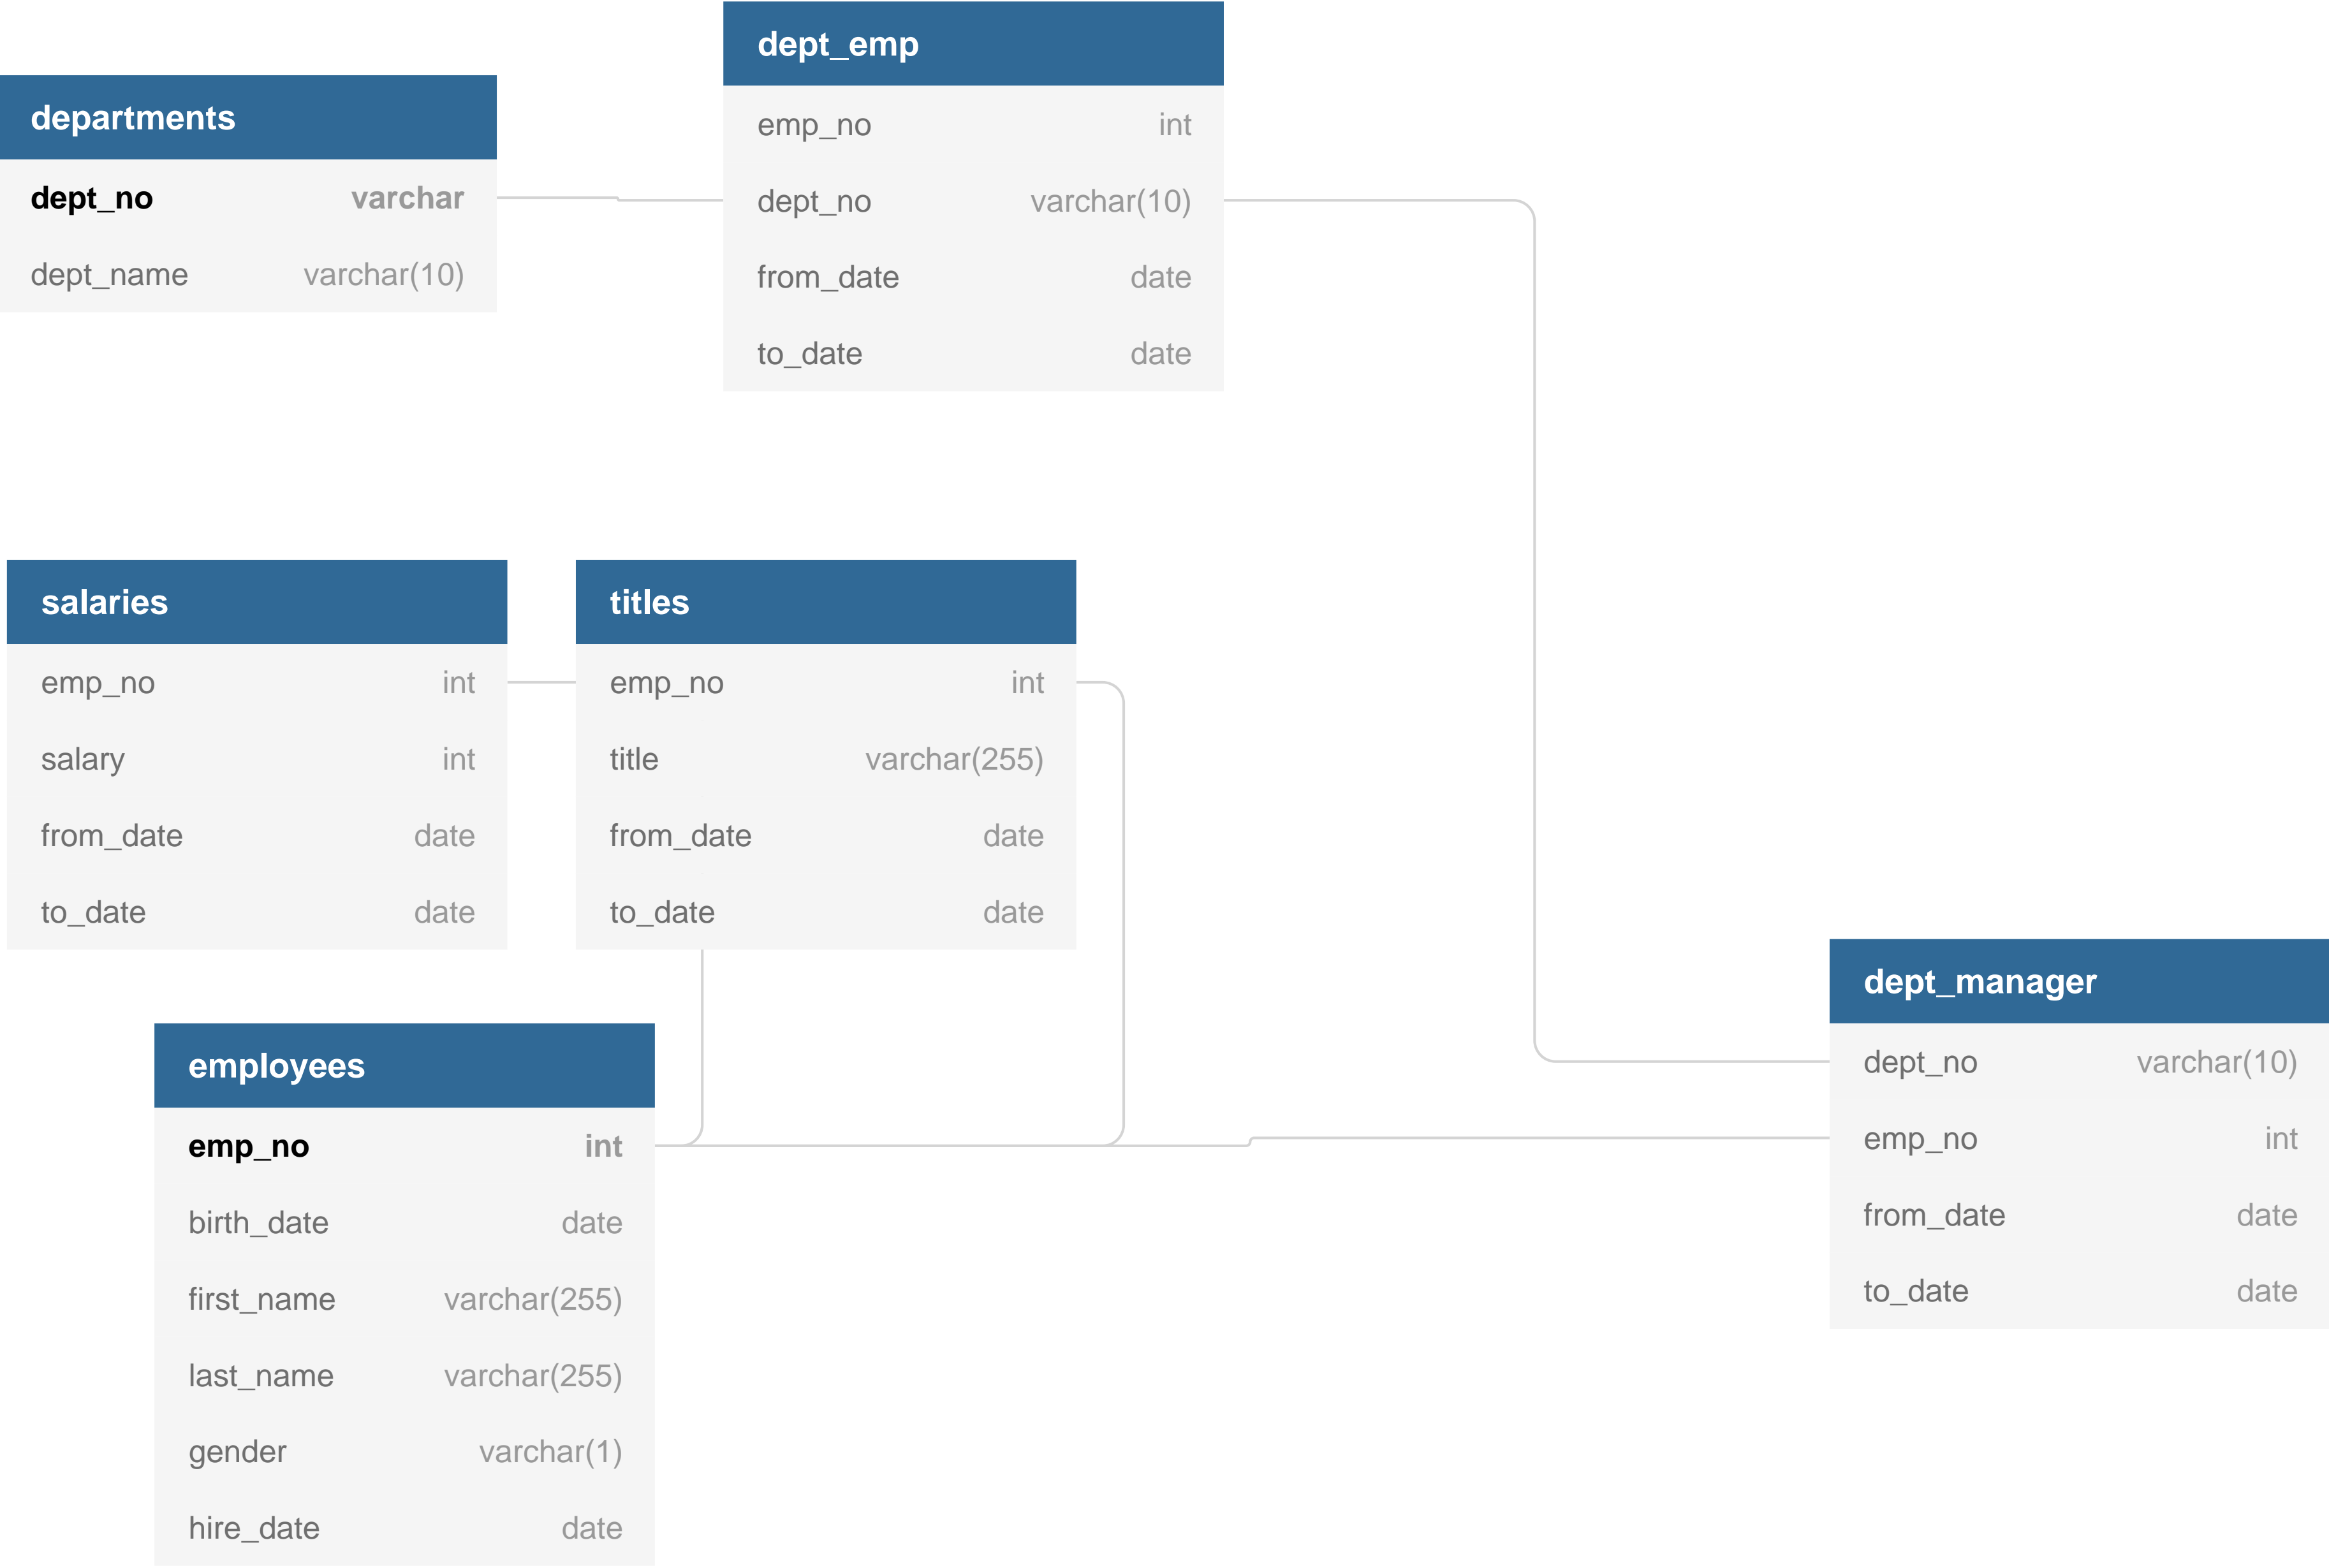 departments
dept_no varchar
dept_name varchar(10)
dept_emp
emp_no int
dept_no varchar(10)
from_date date
to_date date
salaries
emp_no int
salary int
from_date date
to_date date
titles
emp_no int
title varchar(255)
from_date date
to_date date
employees
emp_no int
birth_date date
first_name varchar(255)
last_name varchar(255)
gender varchar(1)
hire_date date
dept_manager
dept_no varchar(10)
emp_no int
from_date date
to_date date